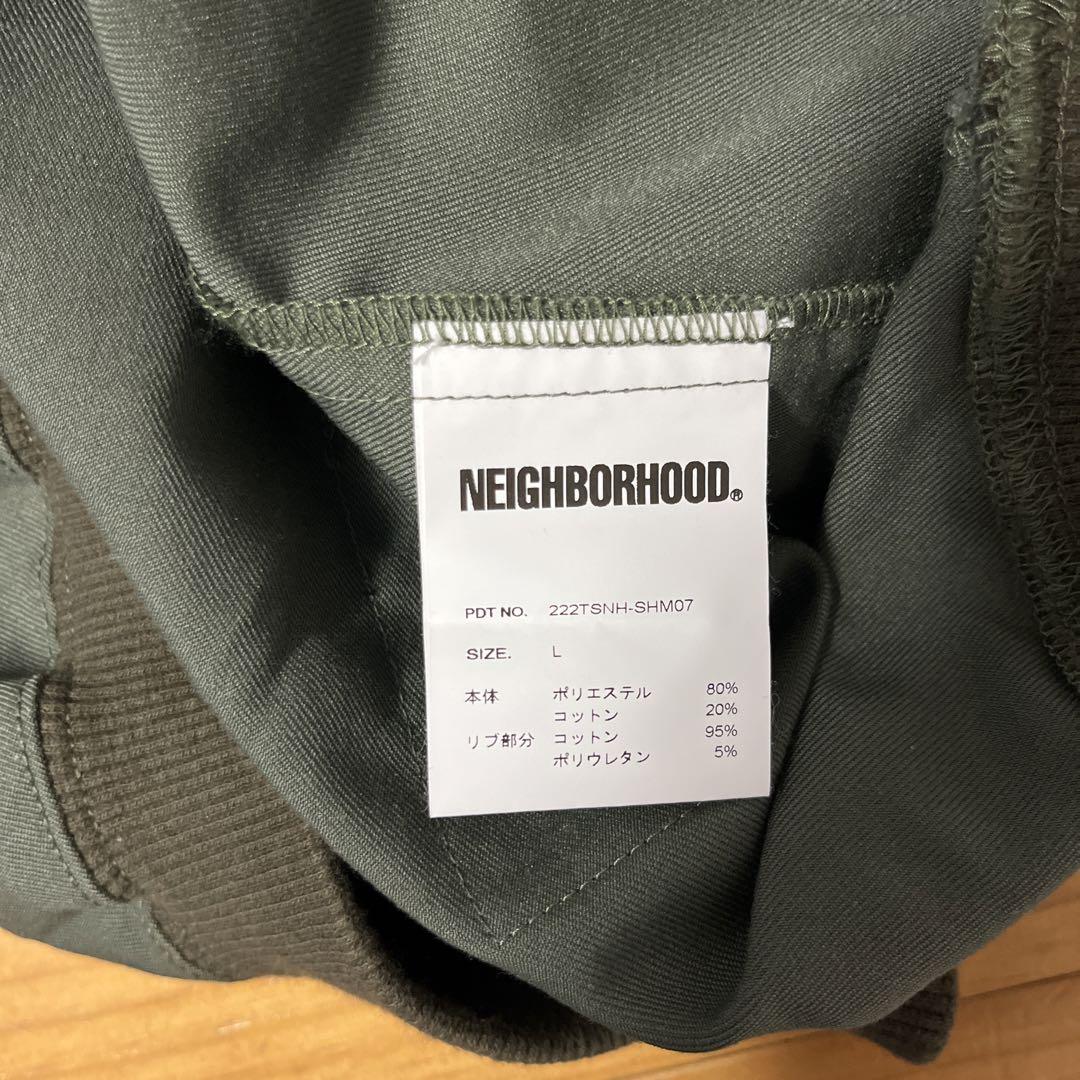 NEIGHBORHOOD®
PDT NO. 222TSNH-SHM07
SIZE. L
本体 ポリエステル 80%
コットン 20%
リブ部分 コットン 95%
ポリウレタン 5%